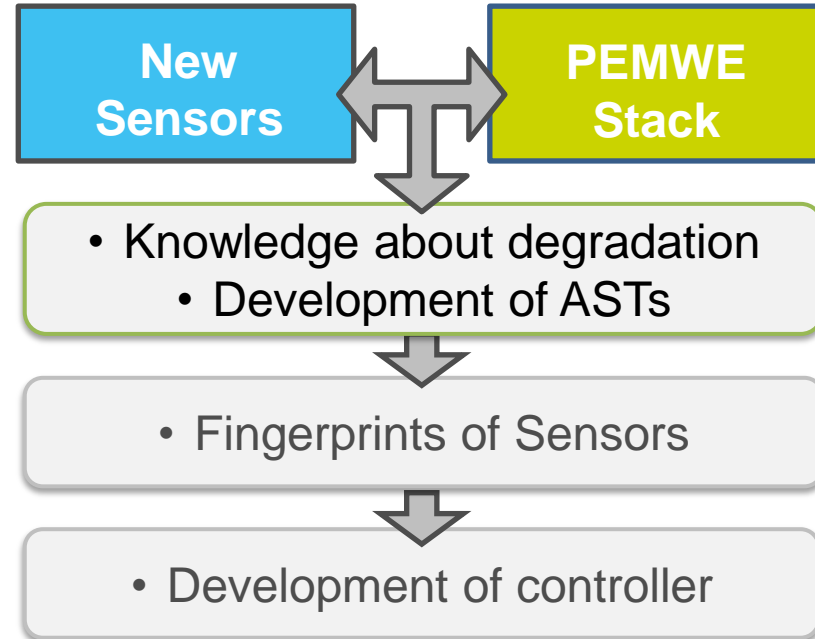 New
Sensors
PEMWE
Stack
• Knowledge about degradation
• Development of ASTs
• Fingerprints of Sensors
• Development of controller